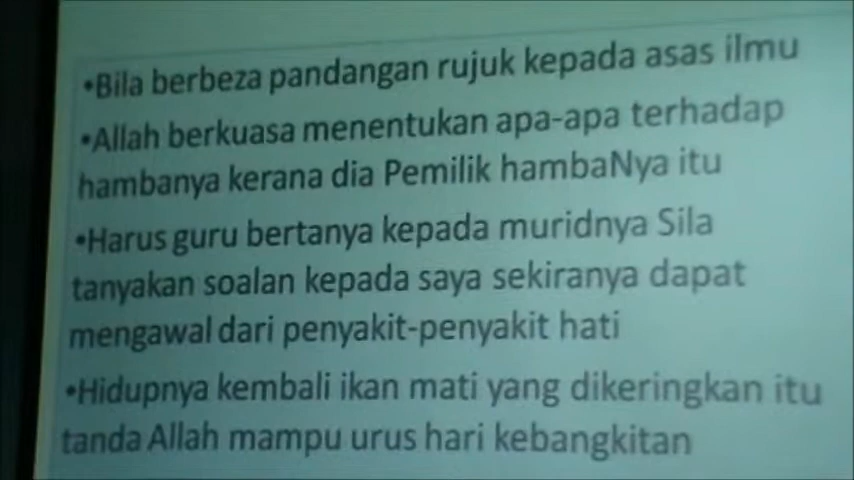 •Bila berbeza pandangan rujuk kepada asas ilmu
•Allah berkuasa menentukan apa-apa terhadap
hambanya kerana dia Pemilik hambaNya itu
•Harus guru bertanya kepada muridnya Sila
tanyakan soalan kepada saya sekiranya dapat
mengawal dari penyakit-penyakit hati
•Hidupnya kembali ikan mati yang dikeringkan itu
tanda Allah mampu urus hari kebangkitan